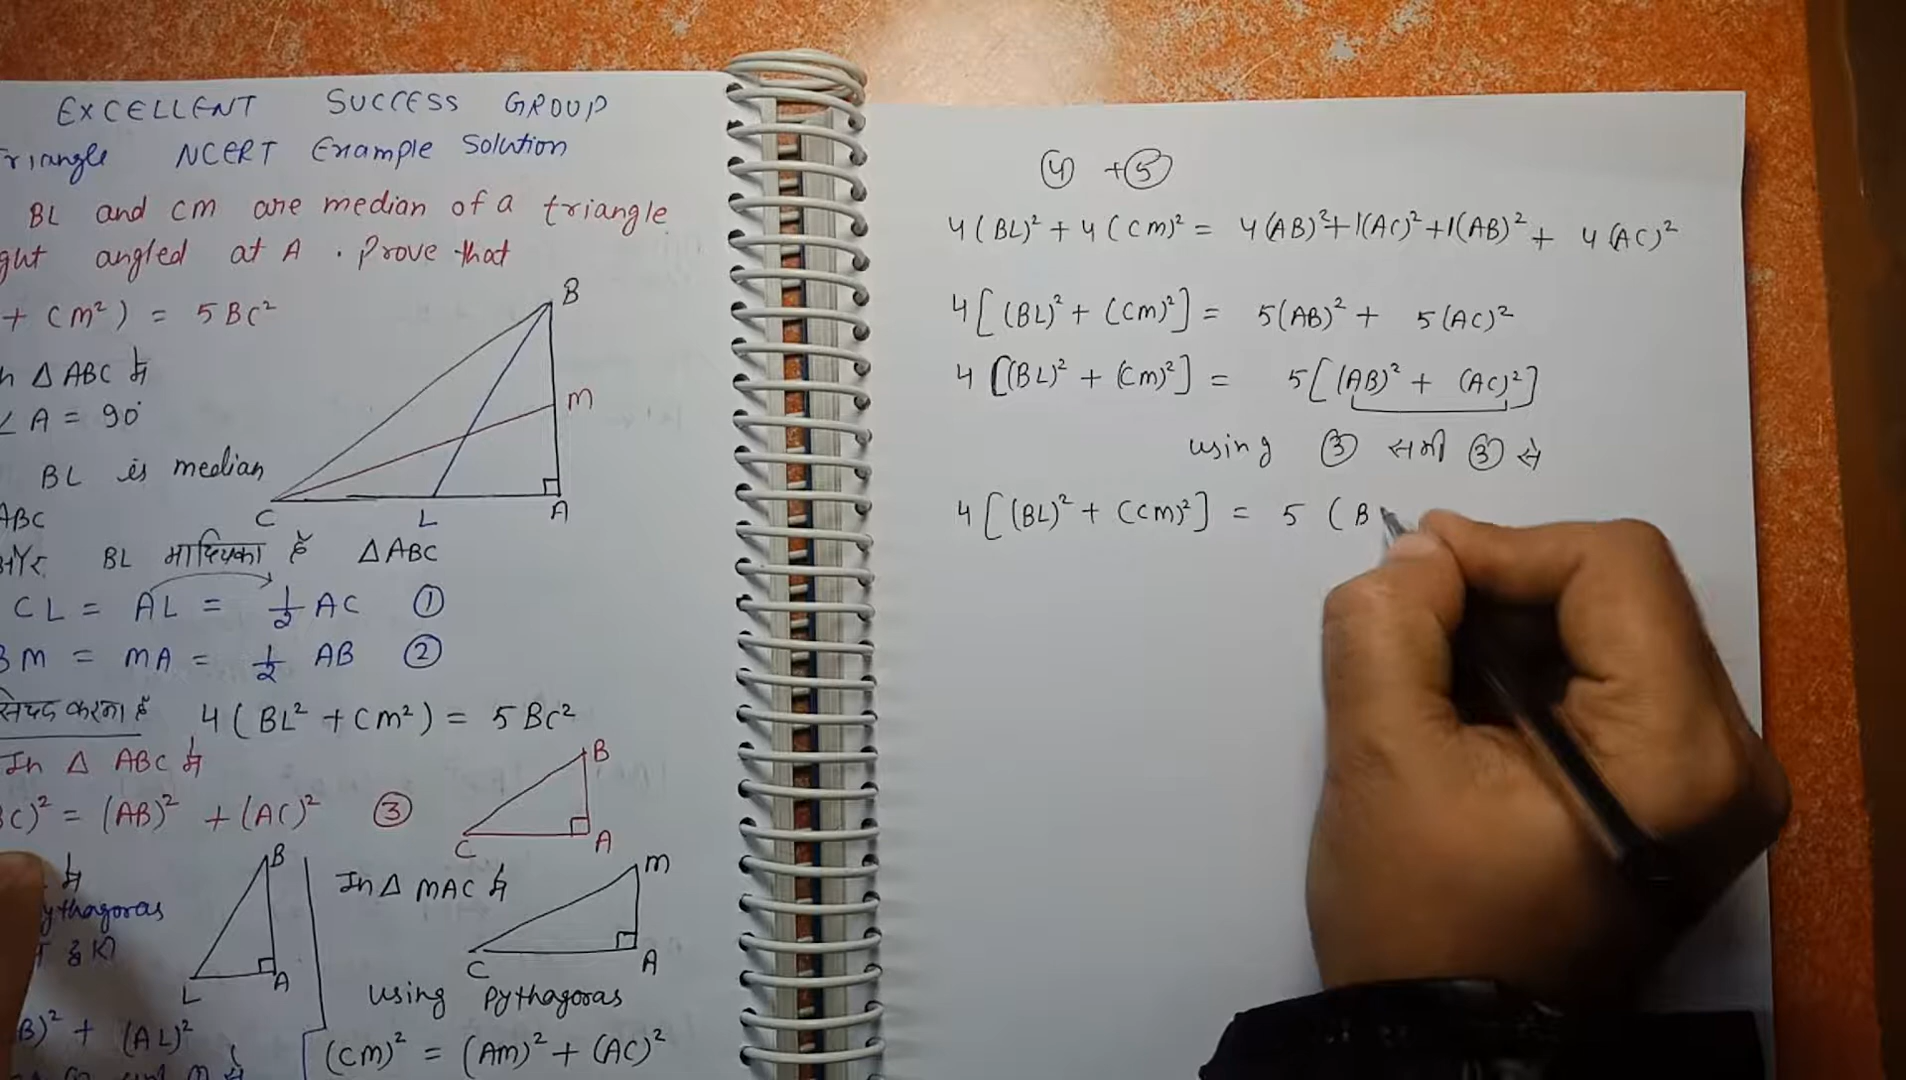 EXCELLENT SUCCESS GROUP
Triangle NCERT Example Solution
BL and CM are median of a triangle
ght angled at A . Prove that
+ CM²) = 5BC²
B
M
C L A
In △ ABC में
∠A = 90°
BL is median
ABC
और BL माध्यिका है △ABC
CL = AL = 1/2 AC ①
BM = MA = 1/2 AB ②
सिद्ध करना है 4(BL² + CM²) = 5BC²
In △ ABC में
BC)² = (AB)² + (AC)² ③
B
C A
में
ythagoras
B
L A
B)² + (AL)²
In △ MAC में
M
C A
using Pythagoras
(CM)² = (AM)² + (AC)²
④ + ⑤
4(BL)² + 4(CM)² = 4(AB)² + 1(AC)² + 1(AB)² + 4(AC)²
4[(BL)² + (CM)²] = 5(AB)² + 5(AC)²
4[(BL)² + (CM)²] = 5[(AB)² + (AC)²]
using ③ समी ③ से
4[(BL)² + (CM)²] = 5 (B